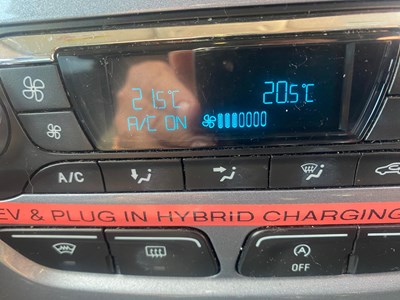 21.5°C 20.5°C
A/C ON
A/C
EV & PLUG IN HYBRiD CHARGING
A
OFF